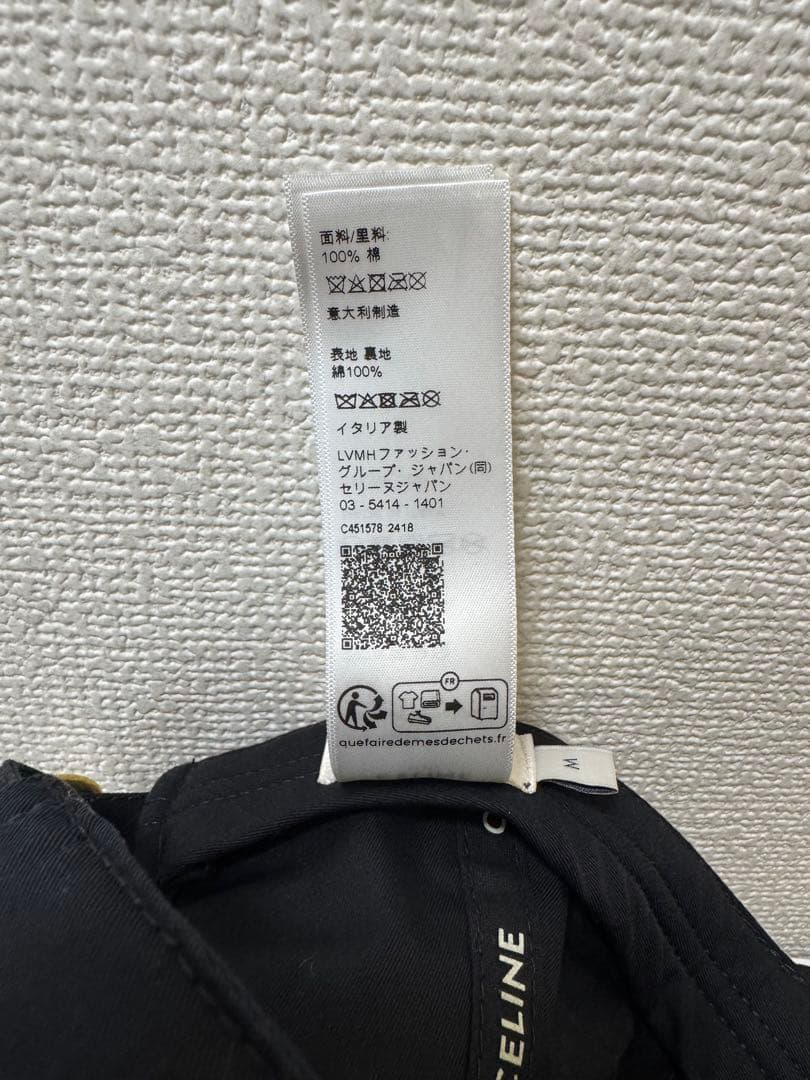 面料/里料:
100% 棉
意大利制造
表地 裏地
綿100%
イタリア製
LVMHファッション・
グループ・ジャパン(同)
セリーヌジャパン
03 - 5414 - 1401
C451578 2418
FR
quefairedemesdechets.fr
M
CELINE